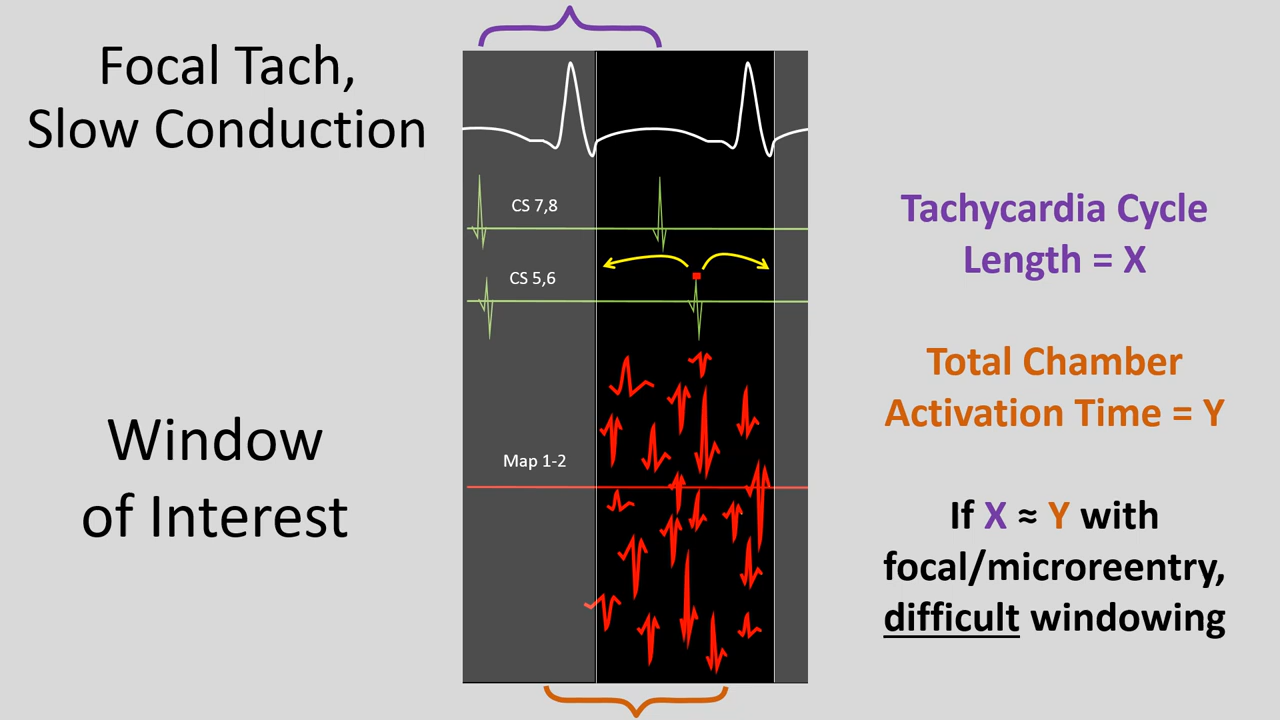 Focal Tach,
Slow Conduction
Window
of Interest
CS 7,8
CS 5,6
Map 1-2
Tachycardia Cycle
Length = X
Total Chamber
Activation Time = Y
If X ≈ Y with
focal/microreentry,
difficult windowing